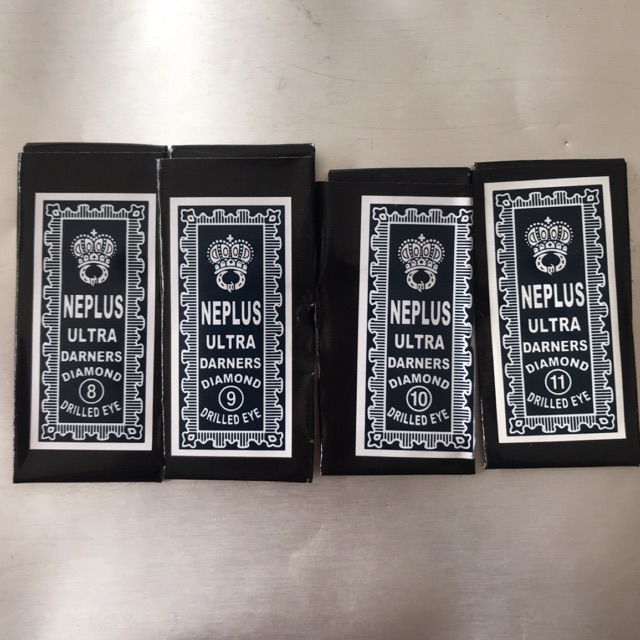 NEPLUS
ULTRA
DARNERS
DIAMOND
8
DRILLED EYE
NEPLUS
ULTRA
DARNERS
DIAMOND
9
DRILLED EYE
NEPLUS
ULTRA
DARNERS
DIAMOND
10
DRILLED EYE
NEPLUS
ULTRA
DARNERS
DIAMOND
11
DRILLED EYE